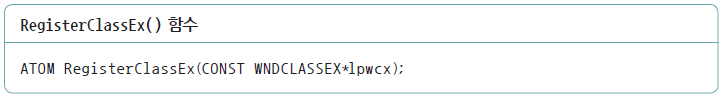 RegisterClassEx() 함수
ATOM RegisterClassEx(CONST WNDCLASSEX*lpwcx);